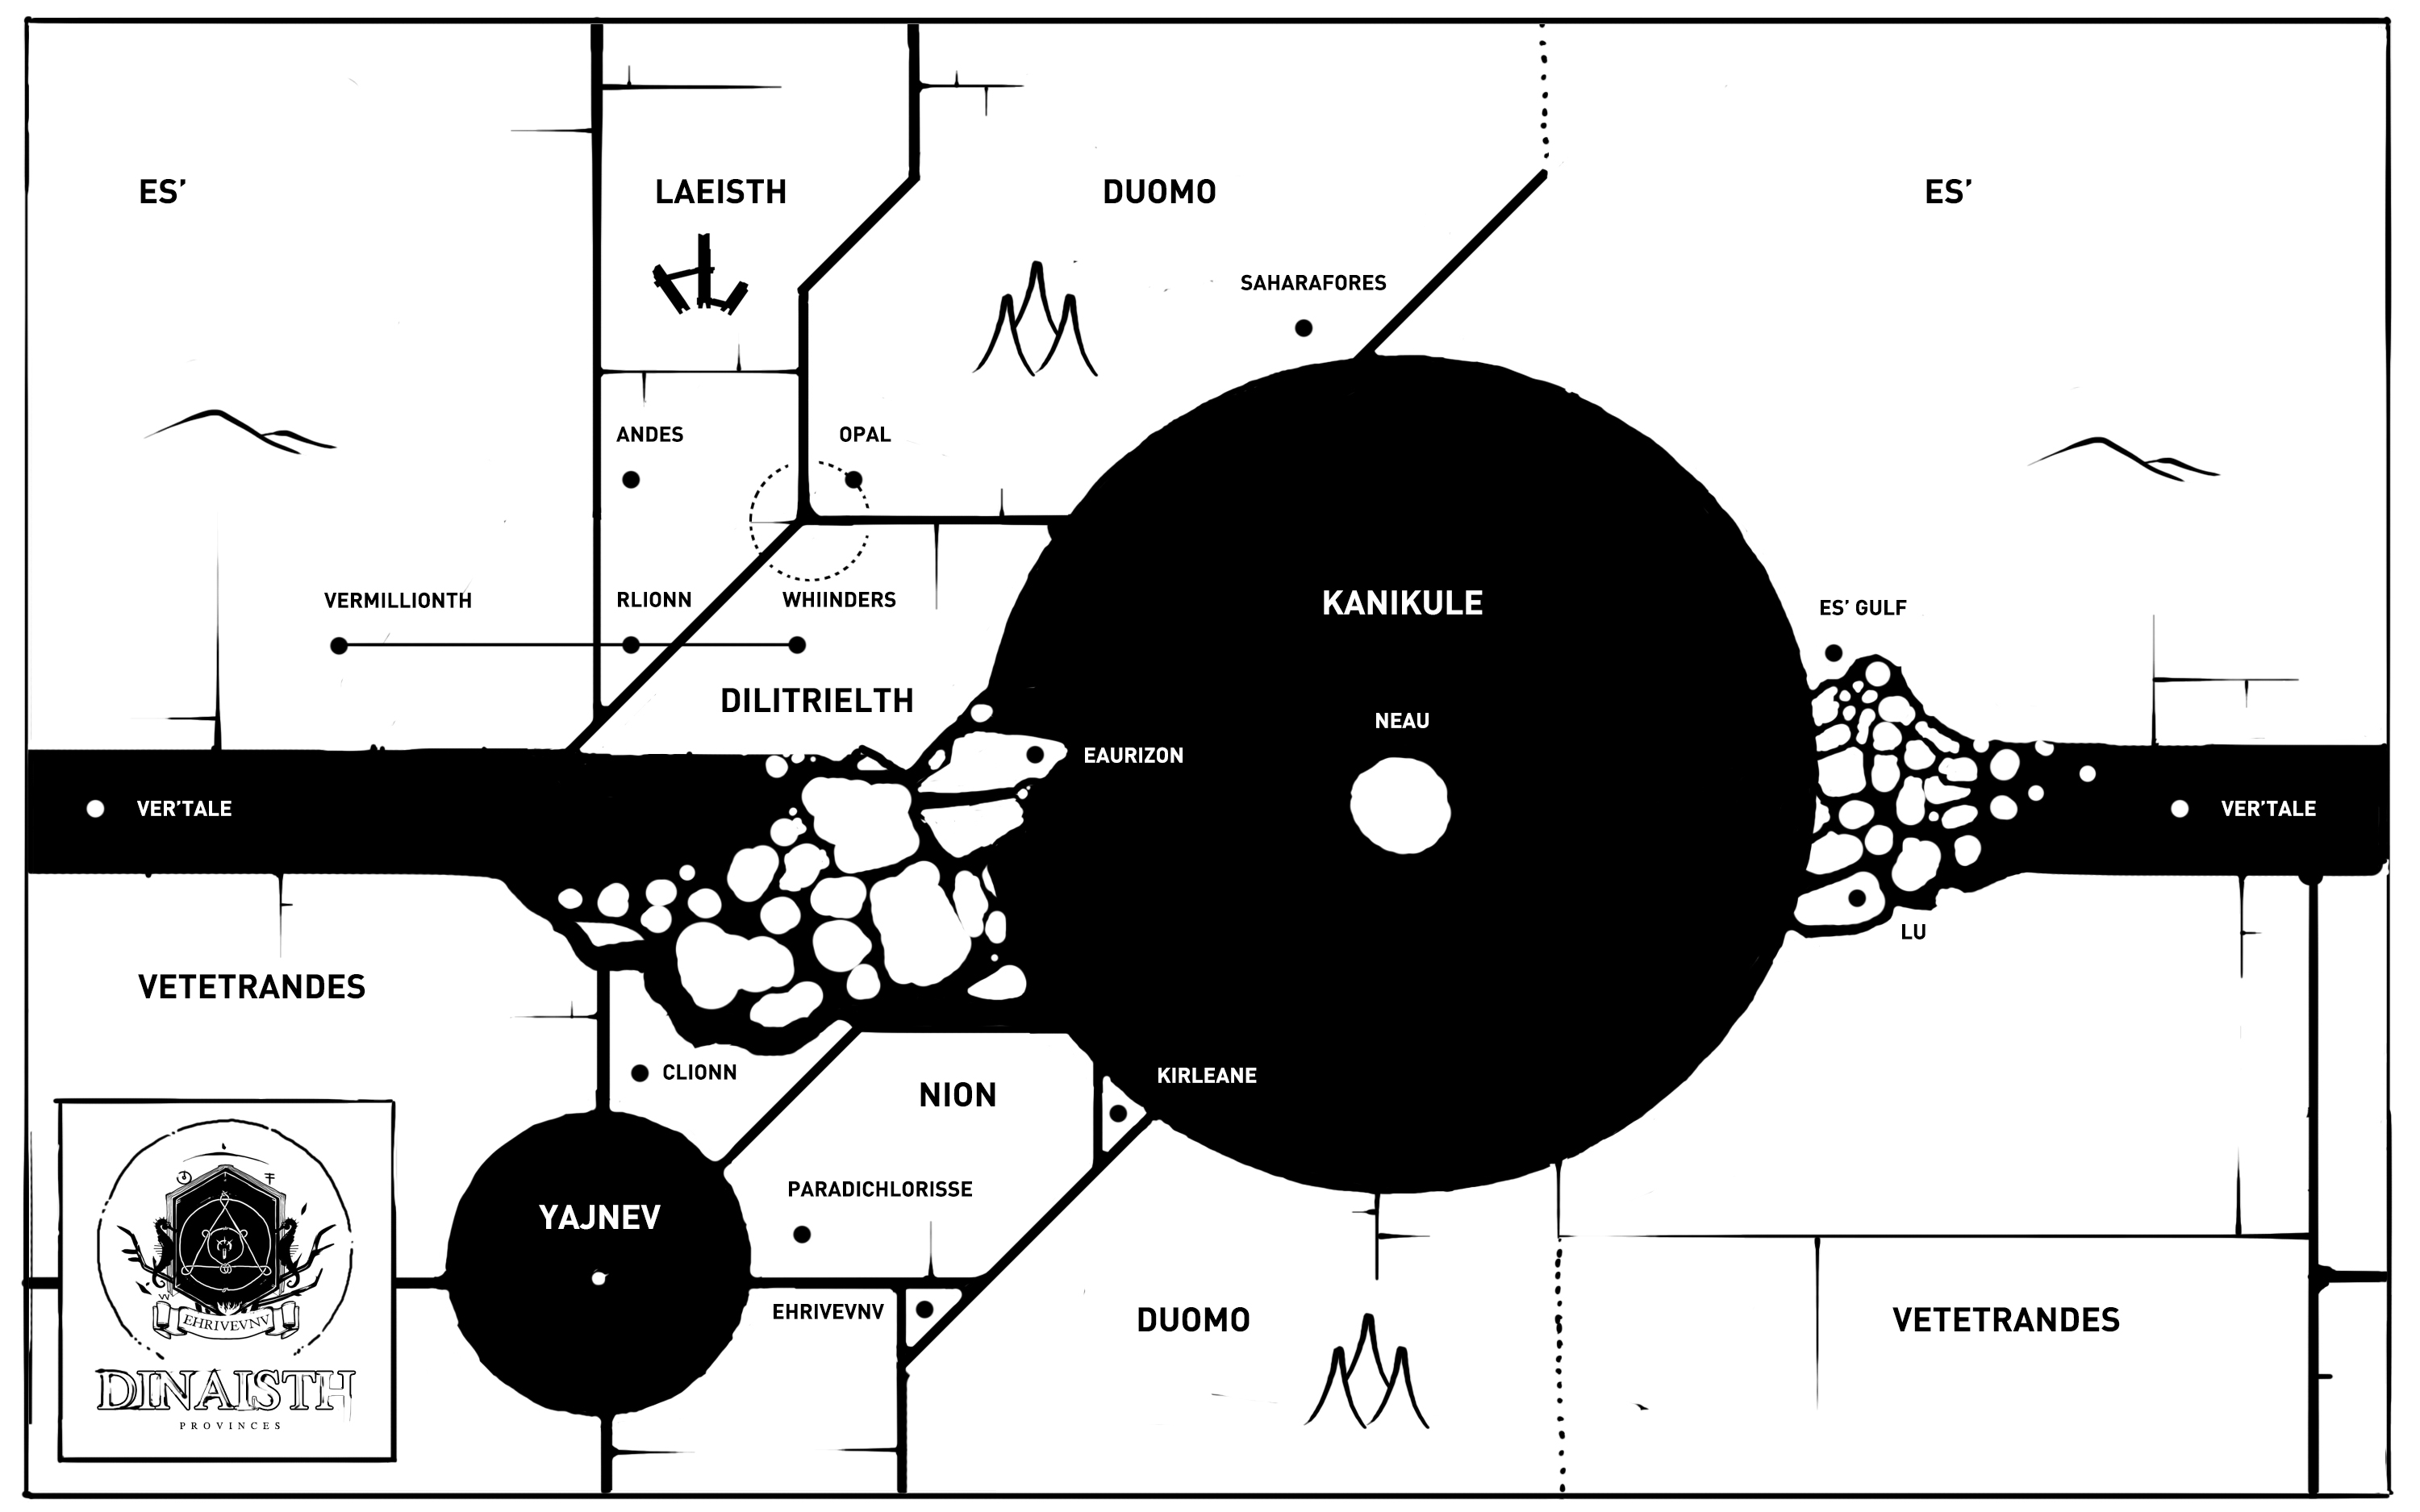 ES’
LAEISTH
DUOMO
ES’
SAHARAFORES
ANDES
OPAL
VERMILLIONTH
RLIONN
WHIINDERS
KANIKULE
ES’ GULF
DILITRIELTH
NEAU
EAURIZON
VER’TALE
VER’TALE
LU
VETETRANDES
CLIONN
NION
KIRLEANE
PARADICHLORISSE
YAJNEV
EHRIVEVNV
DUOMO
VETETRANDES
EHRIVEVNV
DINAISTH
PROVINCES